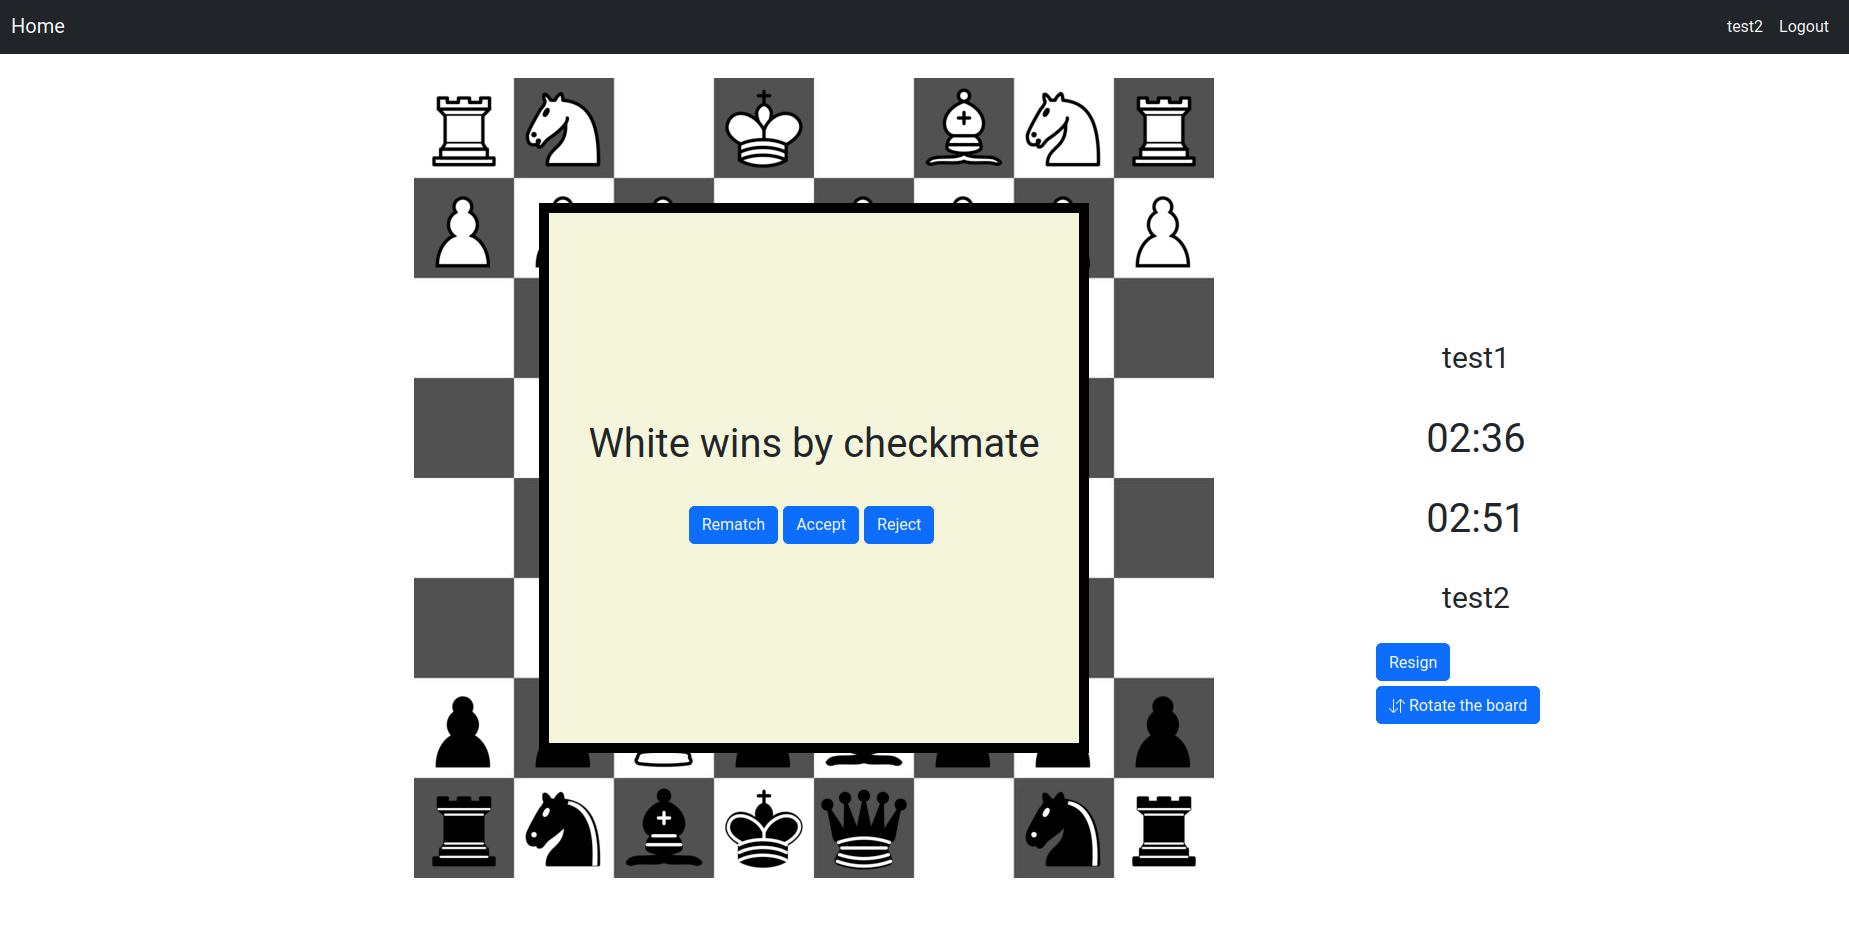 Home
test2 Logout
White wins by checkmate
Rematch Accept Reject
test1
02:36
02:51
test2
Resign
Rotate the board